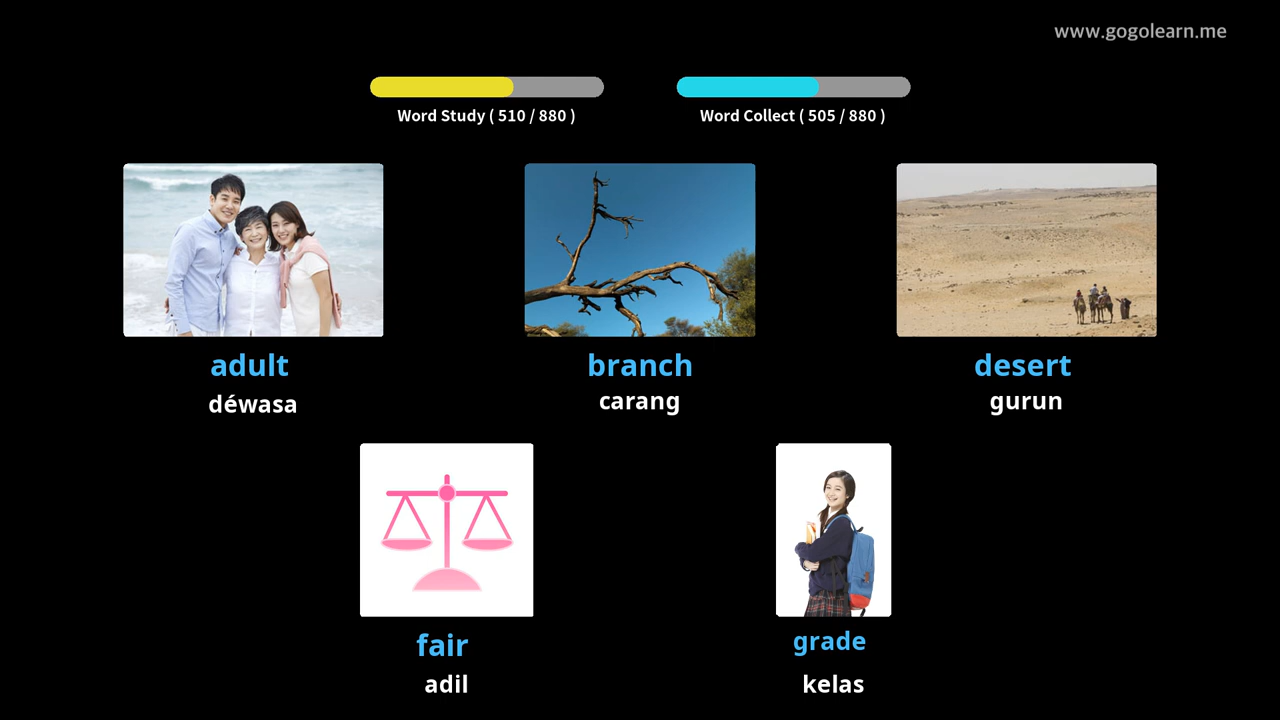 www.gogolearn.me
Word Study ( 510 / 880 )
Word Collect ( 505 / 880 )
adult
déwasa
branch
carang
desert
gurun
fair
adil
grade
kelas